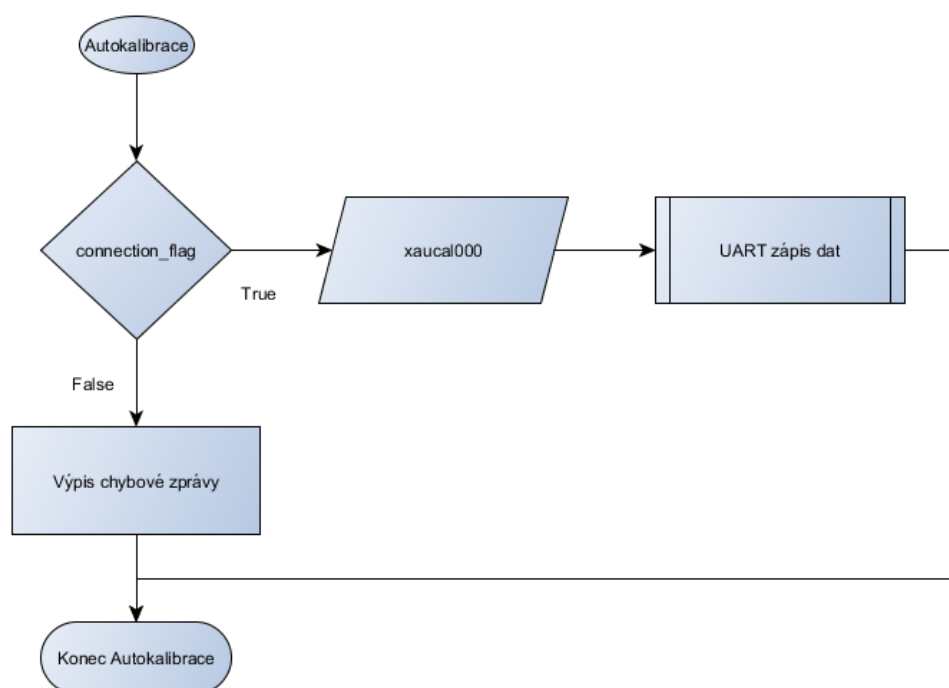 Autokalibrace
connection_flag
True
xaucal000
UART zápis dat
False
Výpis chybové zprávy
Konec Autokalibrace